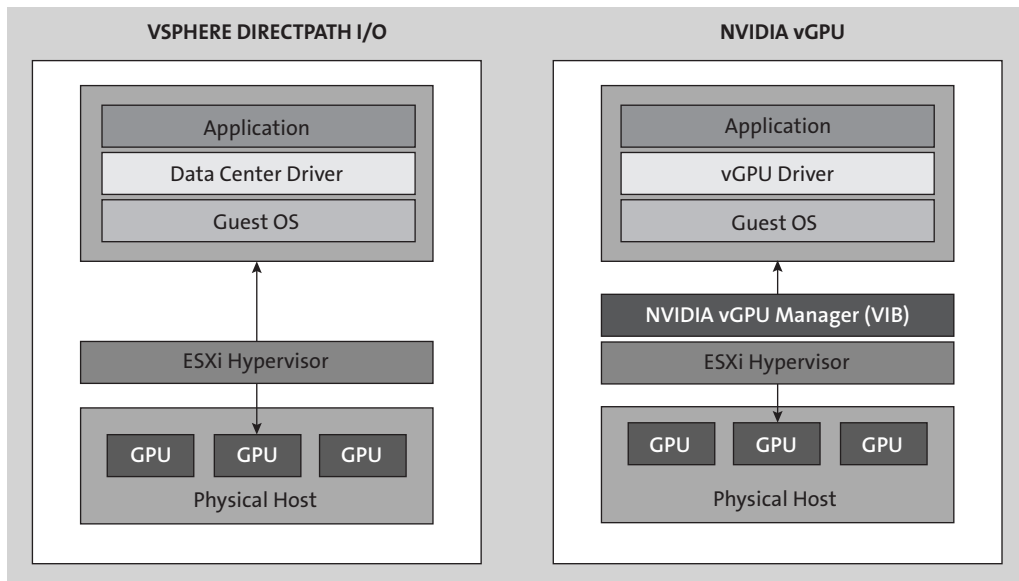 VSPHERE DIRECTPATH I/O
Application
Data Center Driver
Guest OS
ESXi Hypervisor
GPU
GPU
GPU
Physical Host
NVIDIA vGPU
Application
vGPU Driver
Guest OS
NVIDIA vGPU Manager (VIB)
ESXi Hypervisor
GPU
GPU
GPU
Physical Host